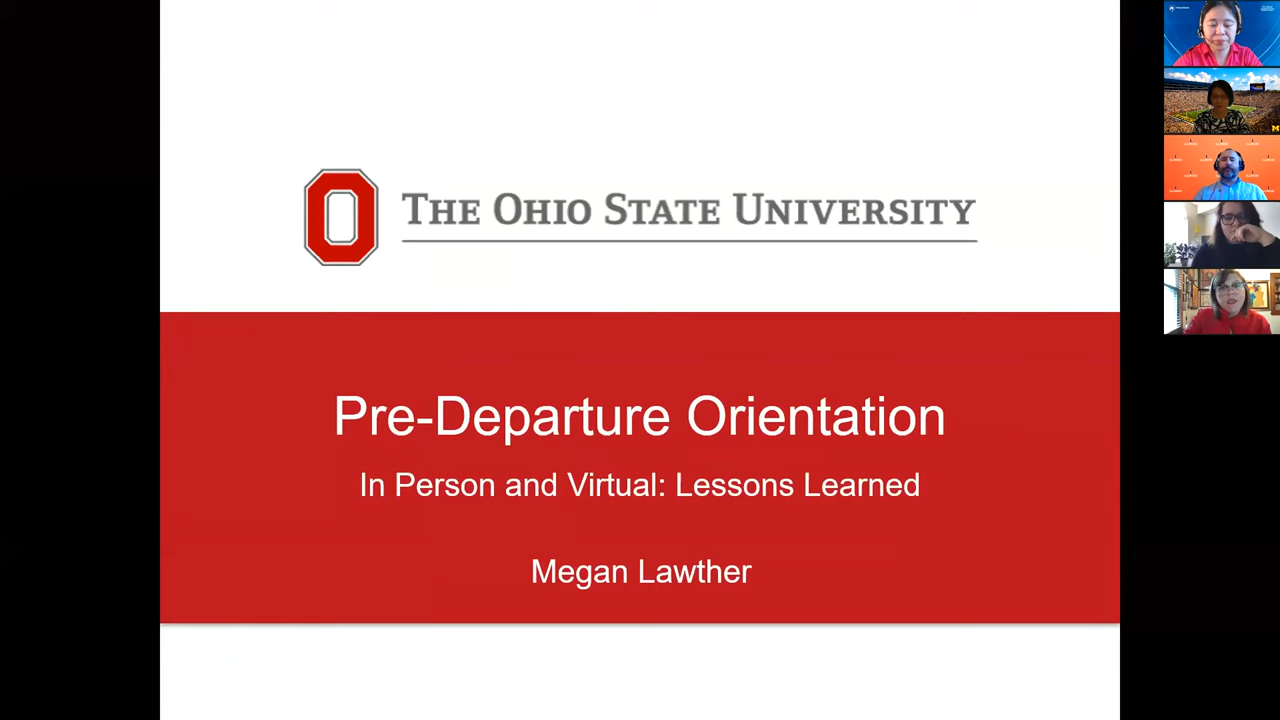 THE OHIO STATE UNIVERSITY
Pre-Departure Orientation
In Person and Virtual: Lessons Learned
Megan Lawther